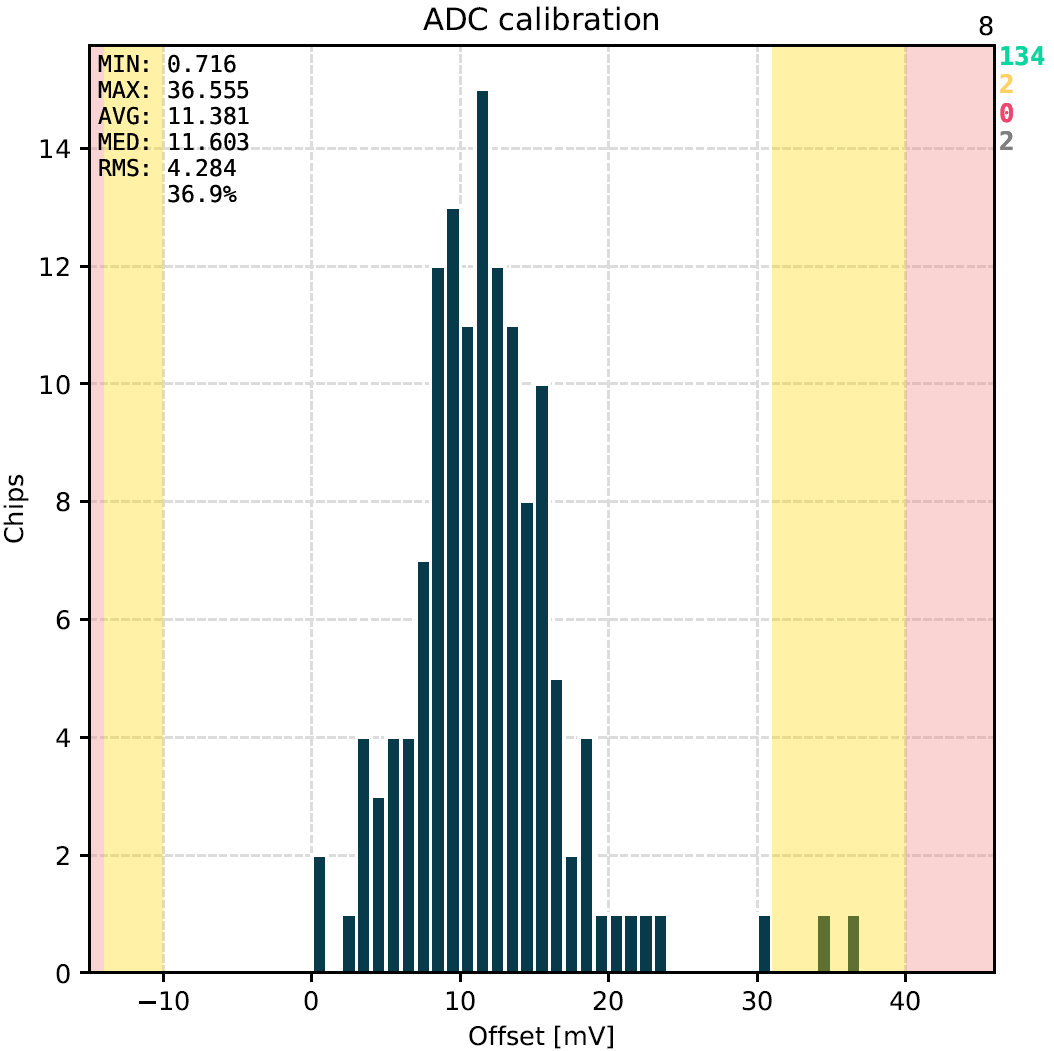 ADC calibration
8
134
2
0
2
MIN: 0.716
MAX: 36.555
AVG: 11.381
MED: 11.603
RMS: 4.284
36.9%
14
12
10
8
6
4
2
0
Chips
−10
0
10
20
30
40
Offset [mV]